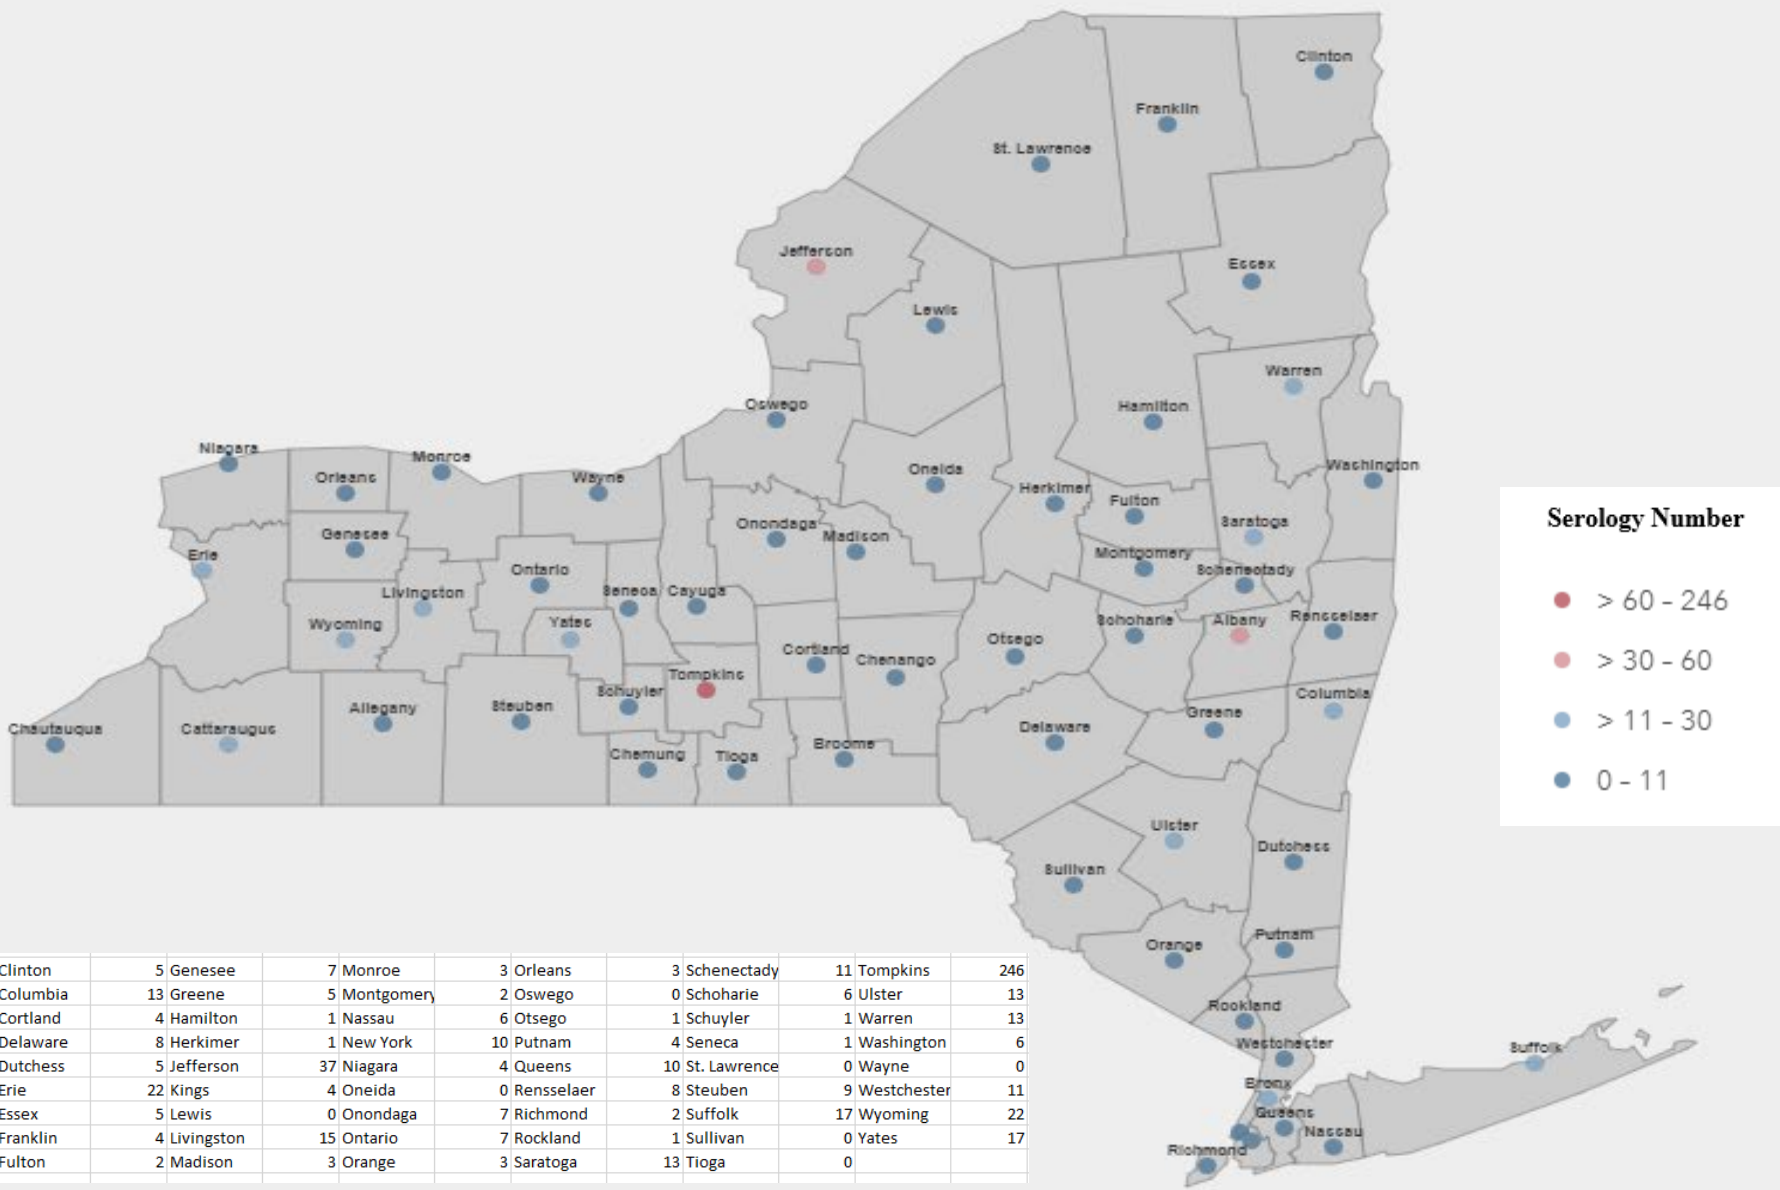 Clinton
Franklin
St. Lawrence
Jefferson
Essex
Lewis
Warren
Oswego
Hamilton
Niagara
Monroe
Orleans
Wayne
Oneida
Washington
Herkimer
Fulton
Onondaga
Madison
Saratoga
Genesee
Erie
Montgomery
Ontario
Schenectady
Livingston
Seneca
Cayuga
Wyoming
Yates
Schoharie
Albany
Rensselaer
Otsego
Cortland
Chenango
Tompkins
Schuyler
Columbia
Chautauqua
Cattaraugus
Allegany
Steuben
Greene
Delaware
Chemung
Tioga
Broome
Ulster
Dutchess
Sullivan
Putnam
Orange
Rockland
Westchester
Suffolk
Bronx
Queens
Nassau
Richmond
Serology Number
> 60 - 246
> 30 - 60
> 11 - 30
0 - 11
Clinton 5 Genesee 7 Monroe 3 Orleans 3 Schenectady 11 Tompkins 246
Columbia 13 Greene 5 Montgomery 2 Oswego 0 Schoharie 6 Ulster 13
Cortland 4 Hamilton 1 Nassau 6 Otsego 1 Schuyler 1 Warren 13
Delaware 8 Herkimer 1 New York 10 Putnam 4 Seneca 1 Washington 6
Dutchess 5 Jefferson 37 Niagara 4 Queens 10 St. Lawrence 0 Wayne 0
Erie 22 Kings 4 Oneida 0 Rensselaer 8 Steuben 9 Westchester 11
Essex 5 Lewis 0 Onondaga 7 Richmond 2 Suffolk 17 Wyoming 22
Franklin 4 Livingston 15 Ontario 7 Rockland 1 Sullivan 0 Yates 17
Fulton 2 Madison 3 Orange 3 Saratoga 13 Tioga 0